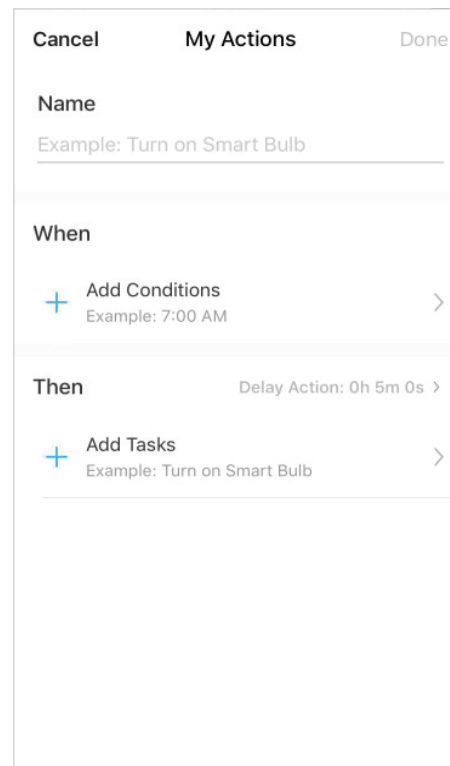 Cancel My Actions Done
Name
Example: Turn on Smart Bulb
When
Add Conditions
Example: 7:00 AM
Then Delay Action: 0h 5m 0s
Add Tasks
Example: Turn on Smart Bulb